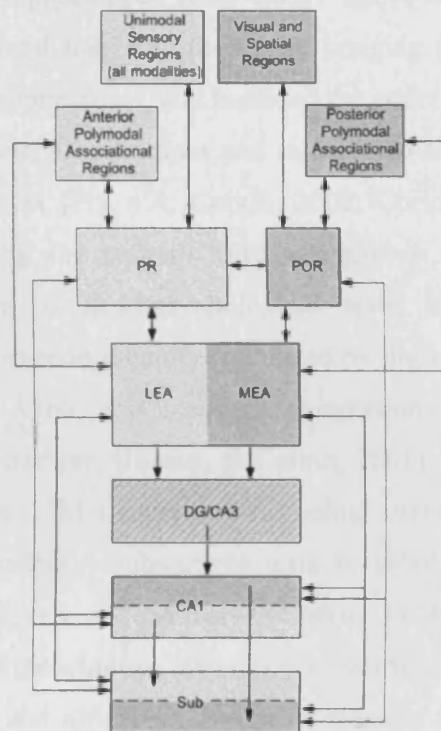 Unimodal
Sensory
Regions
(all modalities)
Visual and
Spatial
Regions
Anterior
Polymodal
Associational
Regions
Posterior
Polymodal
Associational
Regions
PR
POR
LEA
MEA
DG/CA3
CA1
Sub